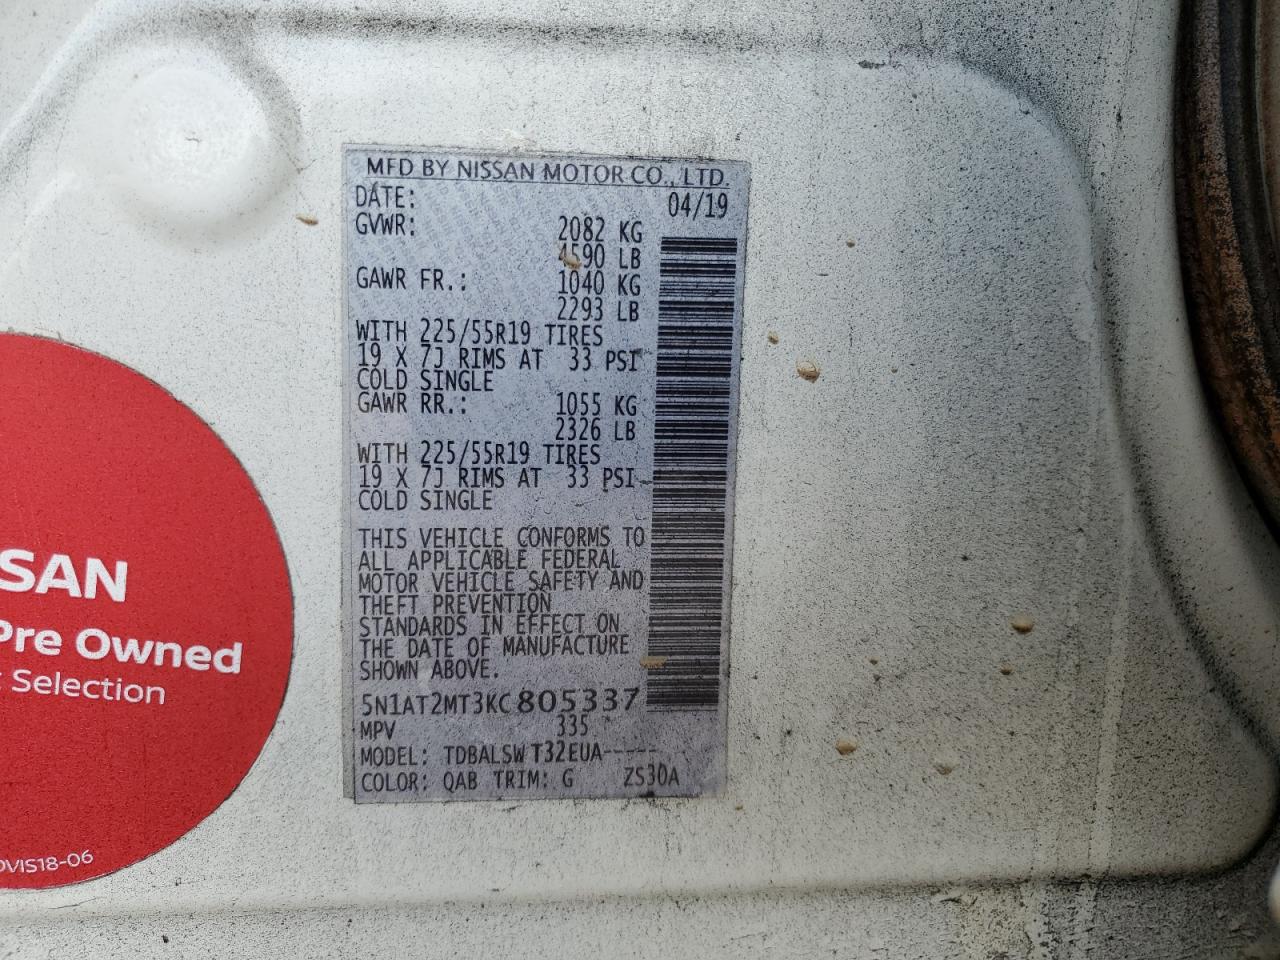 MFD BY NISSAN MOTOR CO., LTD.
DATE: 04/19
GVWR: 2082 KG
4590 LB
GAWR FR.: 1040 KG
2293 LB
WITH 225/55R19 TIRES
19 X 7J RIMS AT 33 PSI
COLD SINGLE
GAWR RR.: 1055 KG
2326 LB
WITH 225/55R19 TIRES
19 X 7J RIMS AT 33 PSI
COLD SINGLE
THIS VEHICLE CONFORMS TO
ALL APPLICABLE FEDERAL
MOTOR VEHICLE SAFETY AND
THEFT PREVENTION
STANDARDS IN EFFECT ON
THE DATE OF MANUFACTURE
SHOWN ABOVE.
5N1AT2MT3KC805337
MPV 335
MODEL: TDBALSWT32EUA-----
COLOR: QAB TRIM: G ZS30A
SSAN
Pre Owned
Selection
OVIS18-06